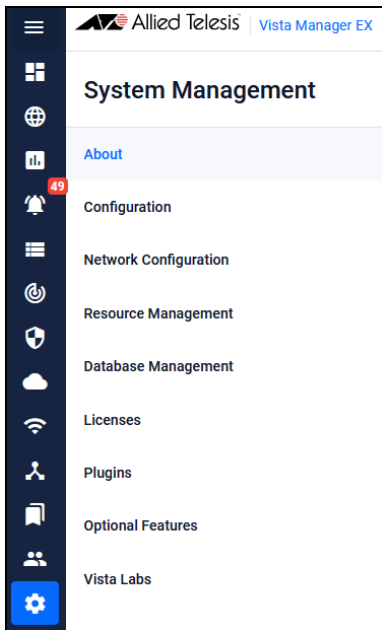 Allied Telesis Vista Manager EX
System Management
About
49
Configuration
Network Configuration
Resource Management
Database Management
Licenses
Plugins
Optional Features
Vista Labs